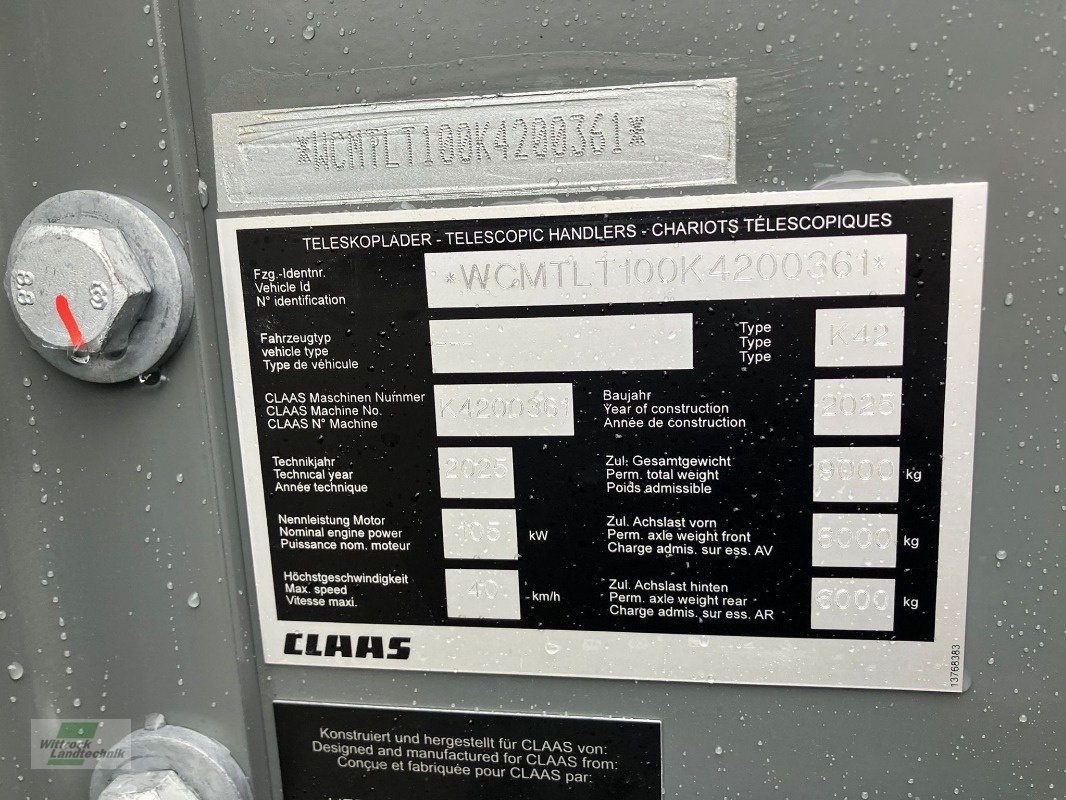 *WCMTLT100K4200361*
TELESKOPLADER - TELESCOPIC HANDLERS - CHARIOTS TÉLESCOPIQUES
Fzg.-Identnr.
Vehicle Id
N° identification
*WCMTLT100K4200361*
Fahrzeugtyp
vehicle type
Type de véhicule
---
Type
Type
Type
K42
CLAAS Maschinen Nummer
CLAAS Machine No.
CLAAS N° Machine
K4200361
Baujahr
Year of construction
Année de construction
2025
Technikjahr
Technical year
Année technique
2025
Zul. Gesamtgewicht
Perm. total weight
Poids admissible
9000 kg
Nennleistung Motor
Nominal engine power
Puissance nom. moteur
105 kW
Zul. Achslast vorn
Perm. axle weight front
Charge admis. sur ess. AV
6000 kg
Höchstgeschwindigkeit
Max. speed
Vitesse maxi.
40 km/h
Zul. Achslast hinten
Perm. axle weight rear
Charge admis. sur ess. AR
6000 kg
CLAAS
13768383
8.8
Konstruiert und hergestellt für CLAAS von:
Designed and manufactured for CLAAS from:
Conçue et fabriquée pour CLAAS par:
Wittrock
Landtechnik